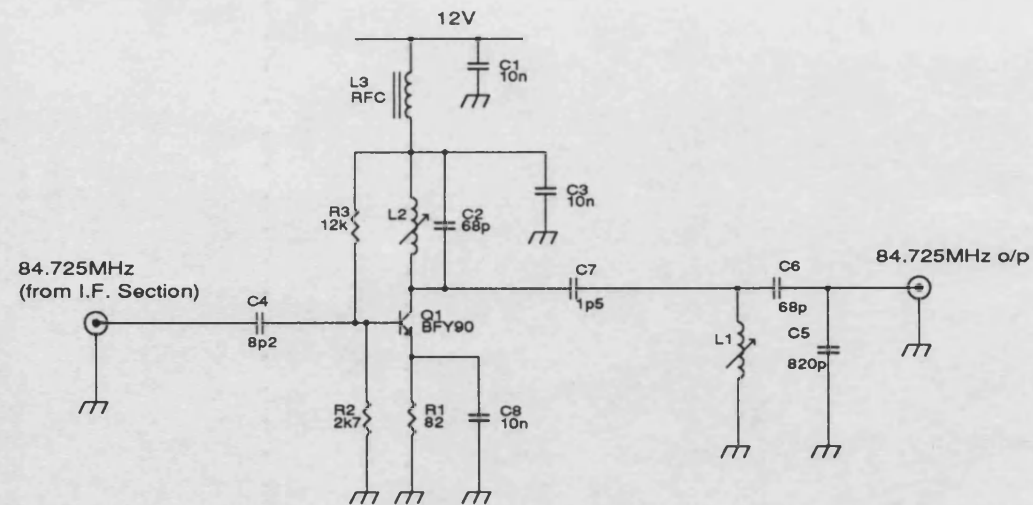 12V
C1
10n
L3
RFC
C3
10n
R3
12k
L2
C2
68p
84.725MHz
(from I.F. Section)
C4
8p2
Q1
BFY90
C7
1p5
C6
68p
84.725MHz o/p
L1
C5
820p
R2
2k7
R1
82
C8
10n